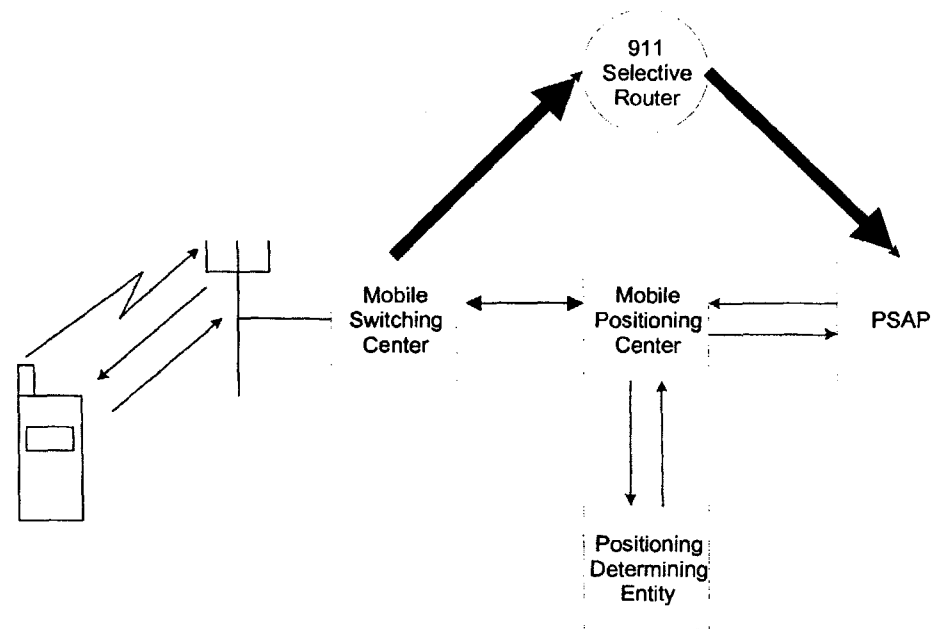 911
Selective
Router
Mobile
Switching
Center
Mobile
Positioning
Center
PSAP
Positioning
Determining
Entity